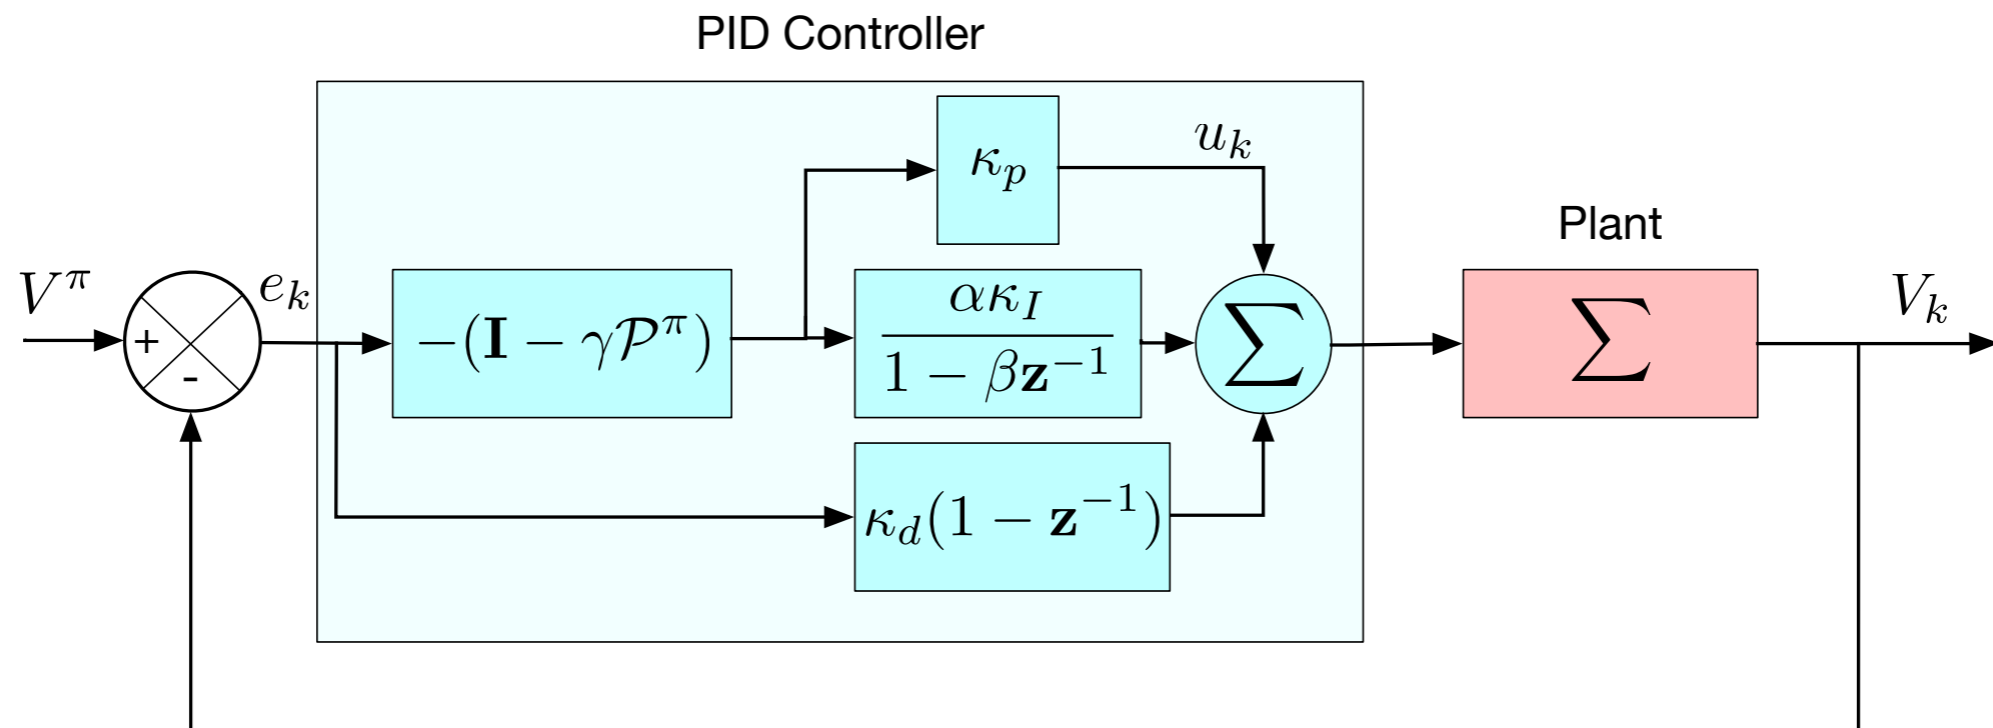 PID Controller
κ_p
u_k
Plant
V^π
+
-
e_k
−(I − γP^π)
ακ_I
1 − βz^{−1}
∑
∑
V_k
κ_d(1 − z^{−1})